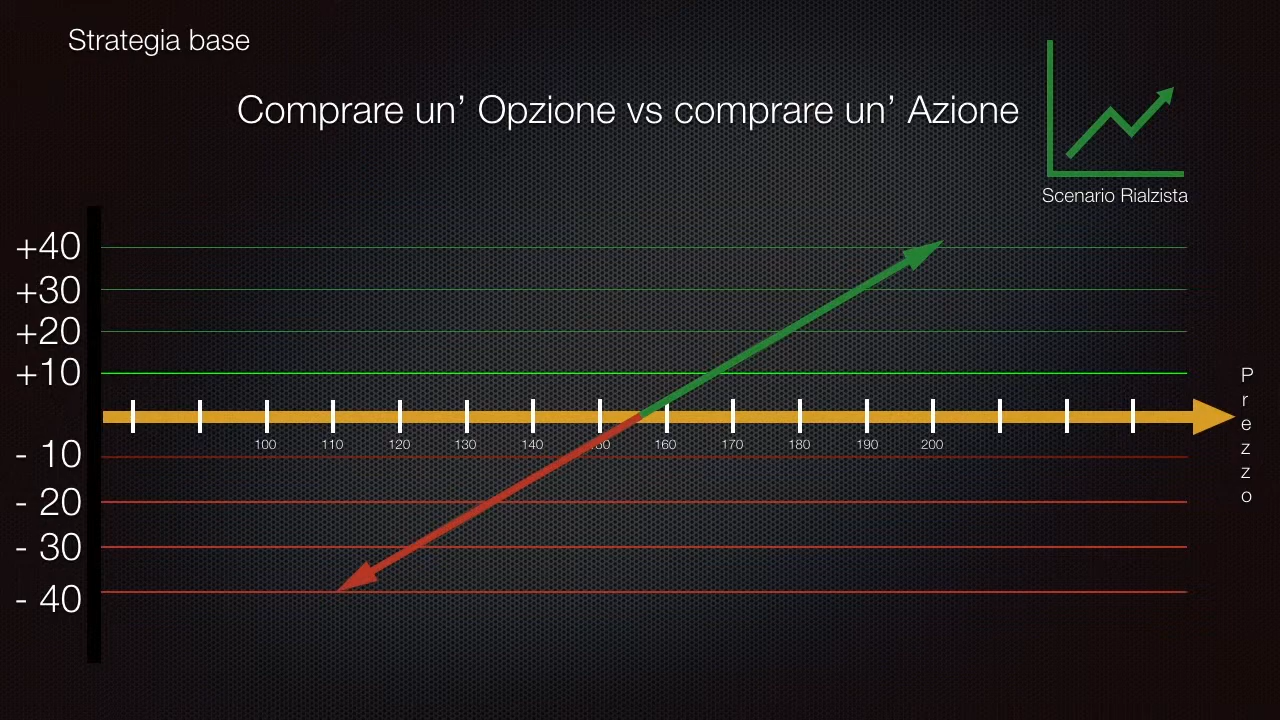 Strategia base
Comprare un’ Opzione vs comprare un’ Azione
Scenario Rialzista
+40
+30
+20
+10
- 10
- 20
- 30
- 40
100 110 120 130 140 160 170 180 190 200
Prezzo